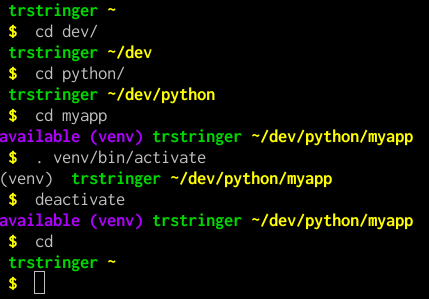 trstringer ~
$ cd dev/
trstringer ~/dev
$ cd python/
trstringer ~/dev/python
$ cd myapp
available (venv) trstringer ~/dev/python/myapp
$ . venv/bin/activate
(venv) trstringer ~/dev/python/myapp
$ deactivate
available (venv) trstringer ~/dev/python/myapp
$ cd
trstringer ~
$